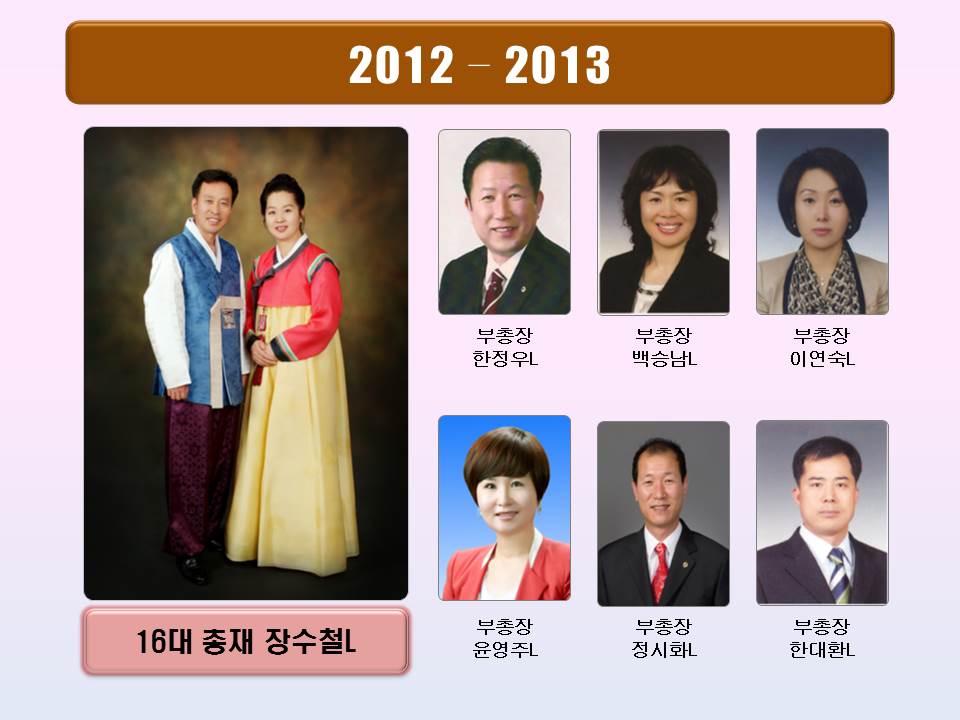 2012 – 2013
부총장
한정우L
부총장
백승남L
부총장
이연숙L
부총장
윤영주L
부총장
정시화L
부총장
한대환L
16대 총재 장수철L